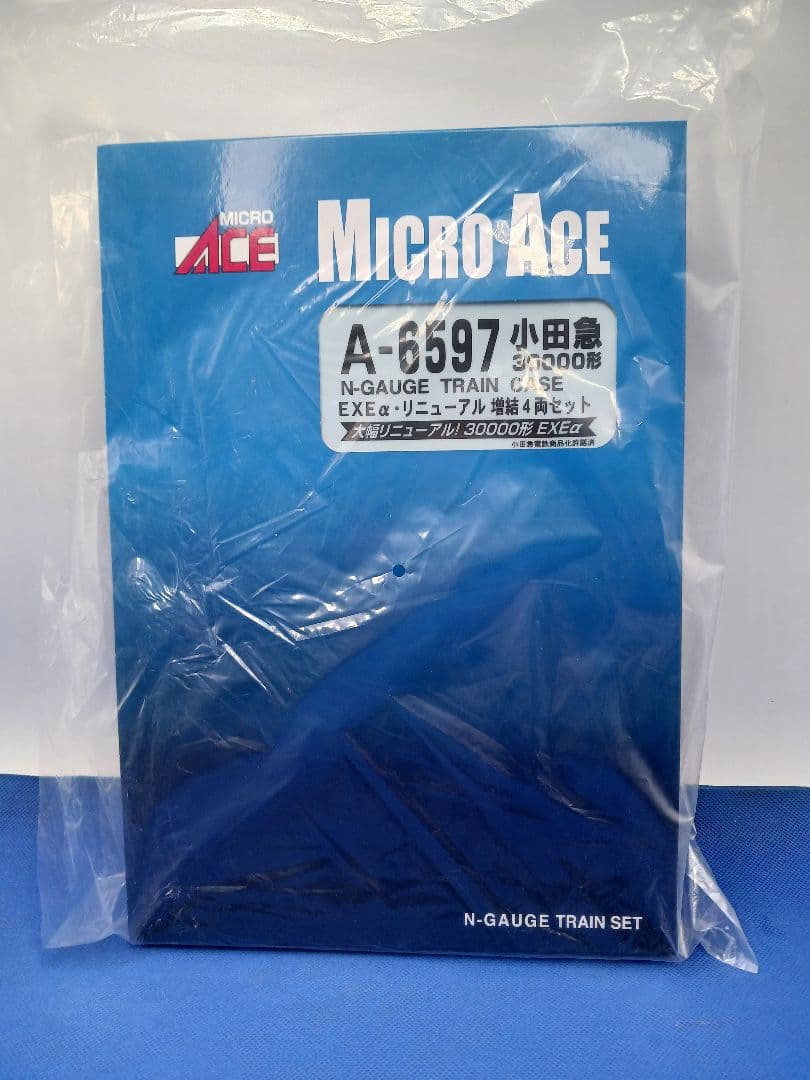 MICRO
ACE
MICRO ACE
A-6597 小田急
30000形
N-GAUGE TRAIN CASE
EXEα・リニューアル 増結4両セット
大幅リニューアル! 30000形 EXEα
小田急電鉄商品化許諾済
N-GAUGE TRAIN SET